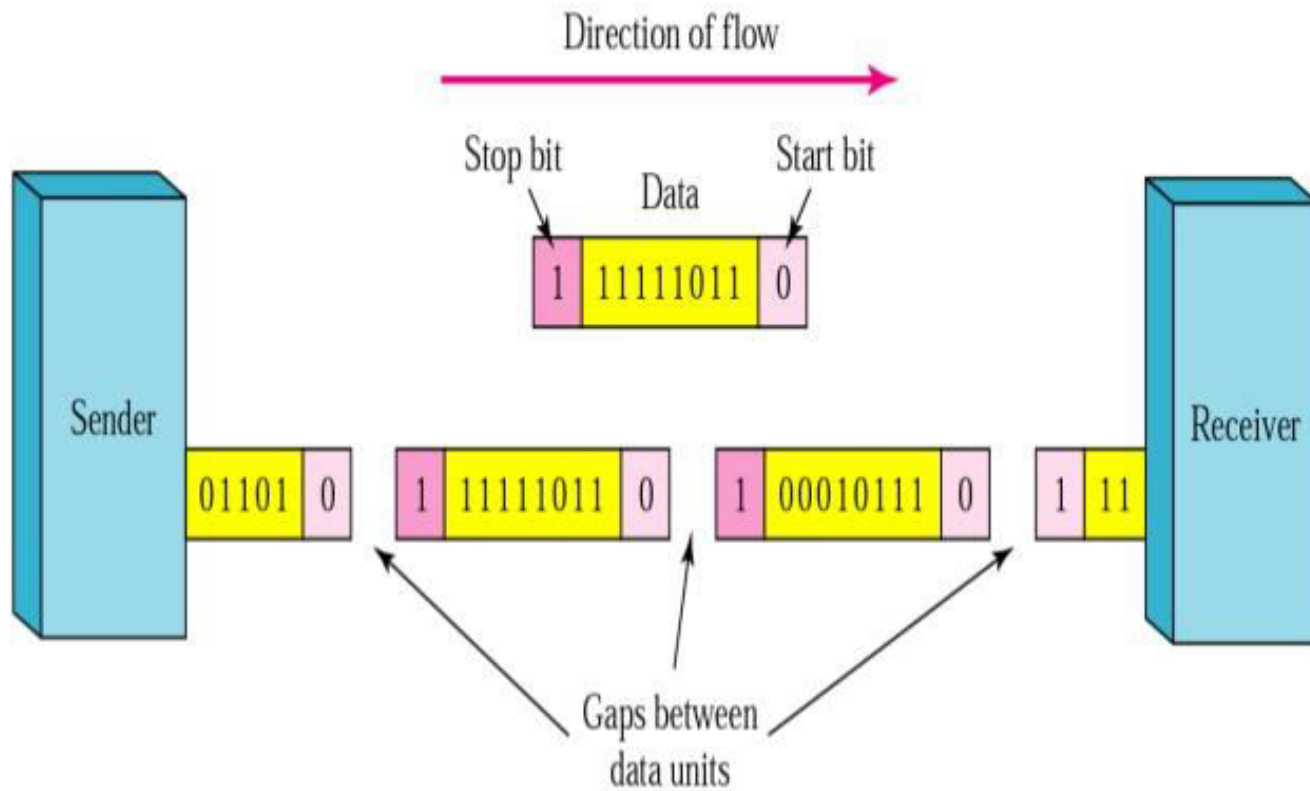 Direction of flow
Stop bit
Start bit
Data
1 11111011 0
Sender
Receiver
01101 0 1 11111011 0 1 00010111 0 1 11
Gaps between
data units